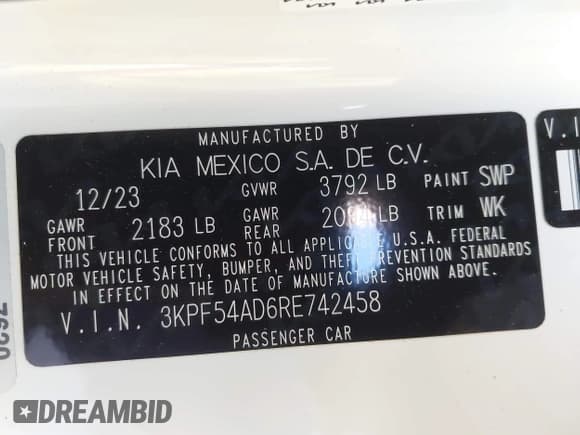 MANUFACTURED BY
KIA MEXICO S.A. DE C.V.
12/23 GVWR 3792 LB PAINT SWP
GAWR FRONT 2183 LB GAWR REAR LB TRIM WK
THIS VEHICLE CONFORMS TO ALL APPLICABLE U.S.A. FEDERAL
MOTOR VEHICLE SAFETY, BUMPER, AND THEFT PREVENTION STANDARDS
IN EFFECT ON THE DATE OF MANUFACTURE SHOWN ABOVE.
V.I.N. 3KPF54AD6RE742458
PASSENGER CAR
V.I
DREAMBID